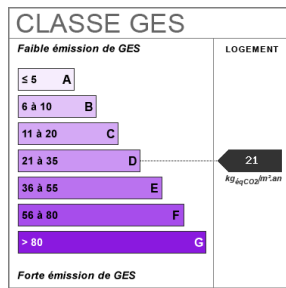 CLASSE GES
Faible émission de GES
LOGEMENT
≤ 5 A
6 à 10 B
11 à 20 C
21 à 35 D
21
kgéqCO2/m².an
36 à 55 E
56 à 80 F
> 80 G
Forte émission de GES